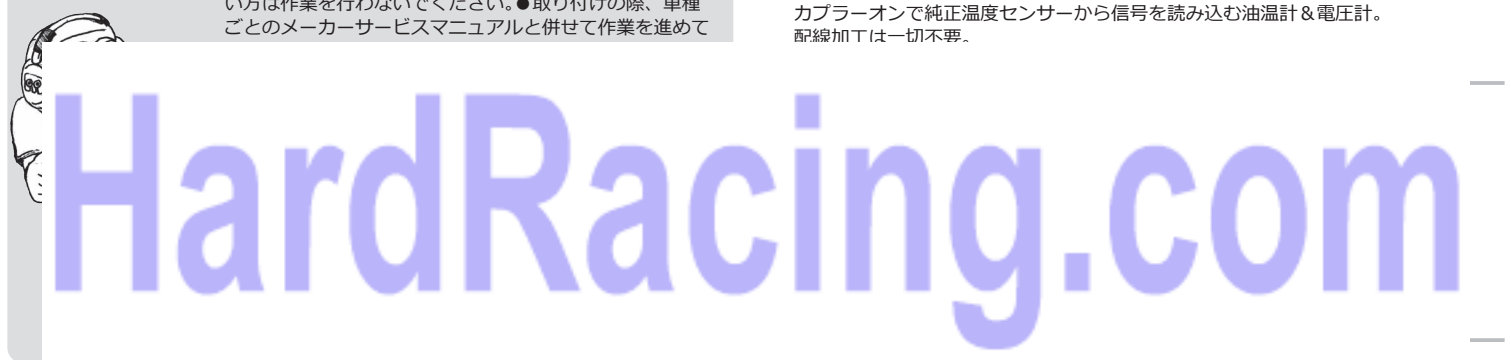 い方は作業を行わないでください。●取り付けの際、車種
ごとのメーカーサービスマニュアルと併せて作業を進めて
カプラーオンで純正温度センサーから信号を読み込む油温計＆電圧計。
配線加工は一切不要。
HardRacing.com